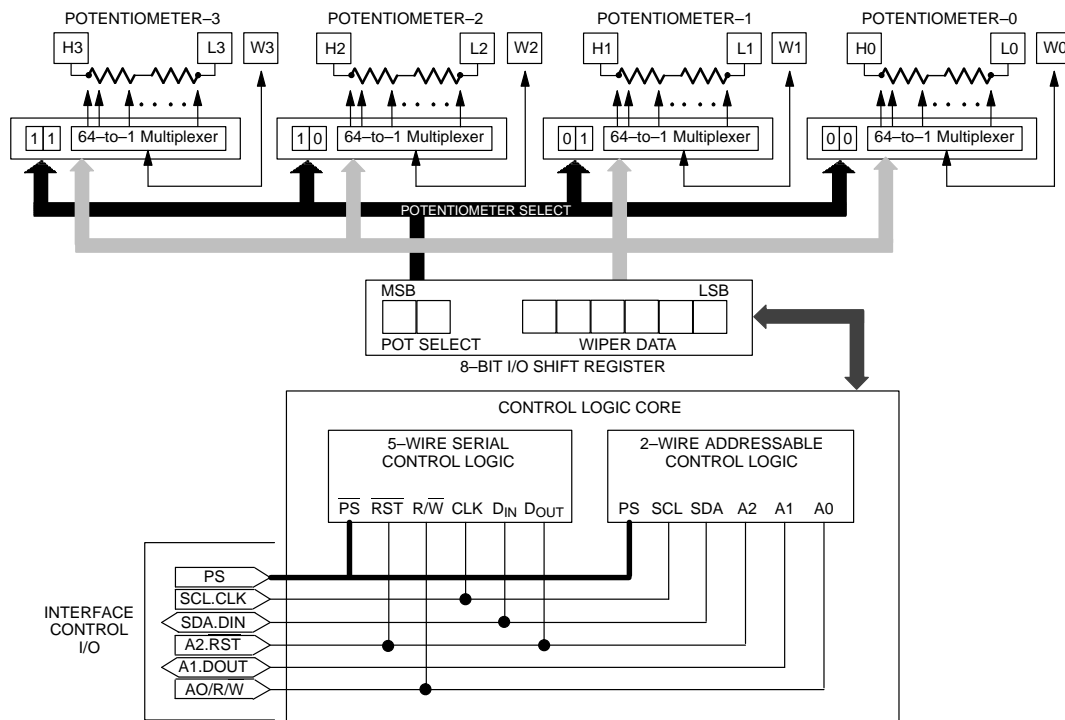 POTENTIOMETER–3 POTENTIOMETER–2 POTENTIOMETER–1 POTENTIOMETER–0
H3 L3 W3 H2 L2 W2 H1 L1 W1 H0 L0 W0
1 1 64–to–1 Multiplexer 1 0 64–to–1 Multiplexer 0 1 64–to–1 Multiplexer 0 0 64–to–1 Multiplexer
POTENTIOMETER SELECT
MSB LSB
POT SELECT WIPER DATA
8–BIT I/O SHIFT REGISTER
CONTROL LOGIC CORE
5–WIRE SERIAL
CONTROL LOGIC
2–WIRE ADDRESSABLE
CONTROL LOGIC
P̅S̅ R̅S̅T̅ R/W̅ CLK DIN DOUT
PS SCL SDA A2 A1 A0
INTERFACE
CONTROL
I/O
PS
SCL.CLK
SDA.DIN
A2.R̅S̅T̅
A1.DOUT
AO/R/W̅